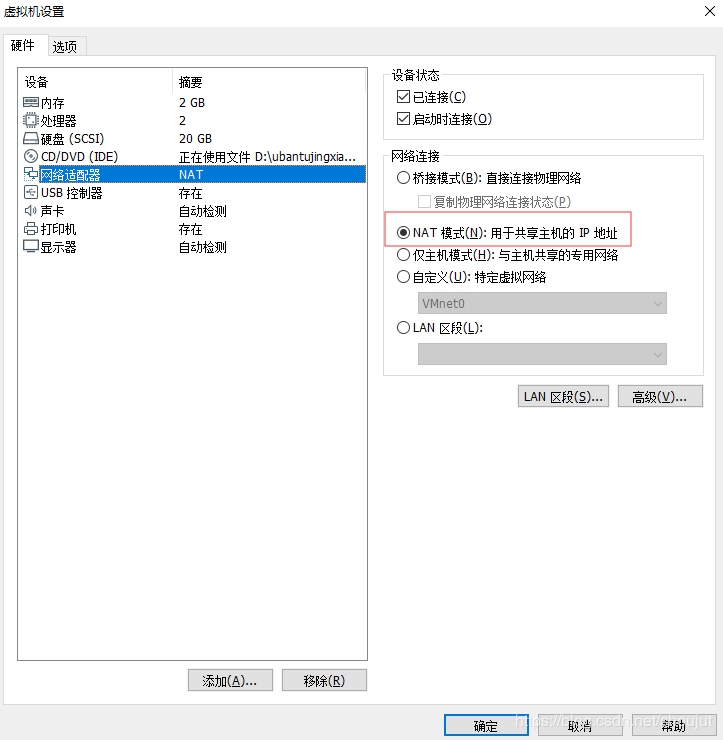 虚拟机设置
硬件 选项
设备 摘要
内存 2 GB
处理器 2
硬盘 (SCSI) 20 GB
CD/DVD (IDE) 正在使用文件 D:\ubantujingxia...
网络适配器 NAT
USB 控制器 存在
声卡 自动检测
打印机 存在
显示器 自动检测
添加(A)... 移除(R)
设备状态
已连接(C)
启动时连接(O)
网络连接
桥接模式(B): 直接连接物理网络
复制物理网络连接状态(P)
NAT 模式(N): 用于共享主机的 IP 地址
仅主机模式(H): 与主机共享的专用网络
自定义(U): 特定虚拟网络
VMnet0
LAN 区段(L):
LAN 区段(S)... 高级(V)...
确定 取消 帮助